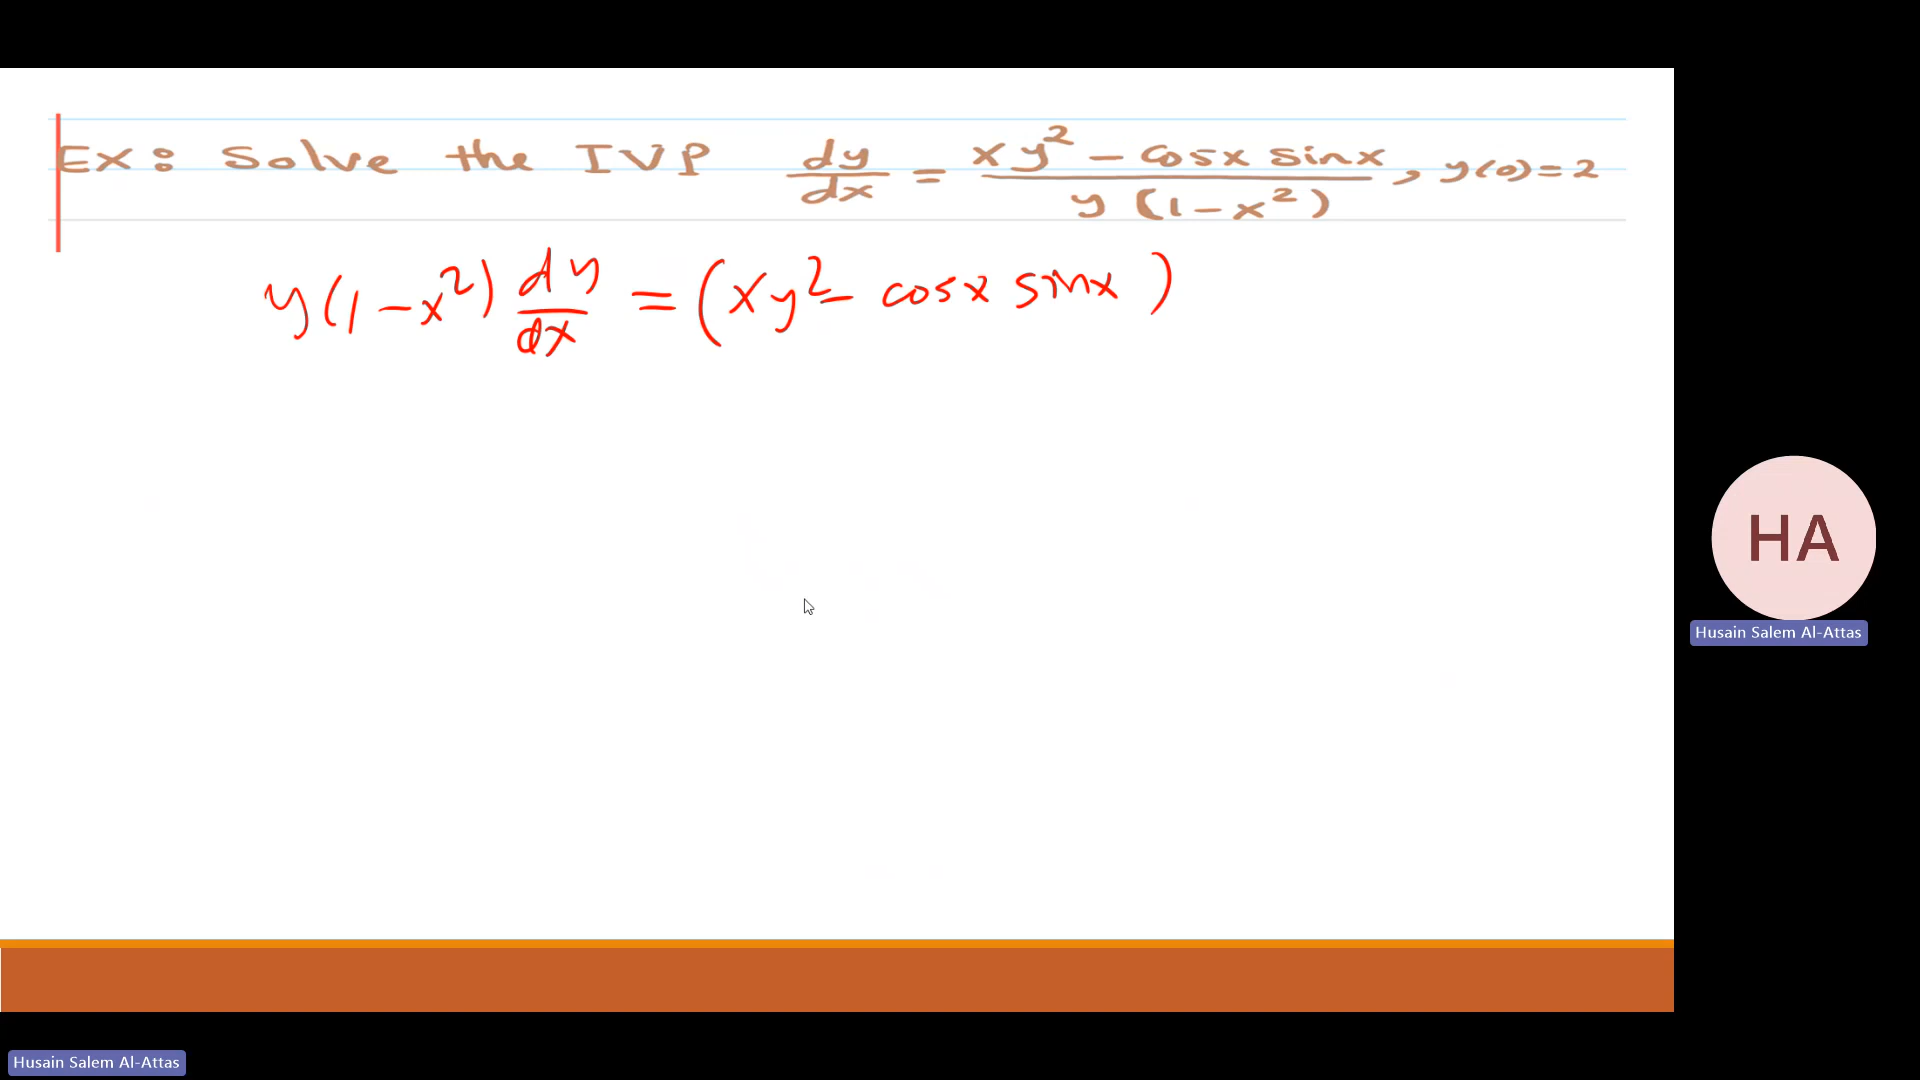 Ex: Solve the IVP dy/dx = (xy² - cosx sinx) / (y(1-x²)), y(0)=2
y(1-x²) dy/dx = (xy² - cosx sinx)
HA
Husain Salem Al-Attas
Husain Salem Al-Attas